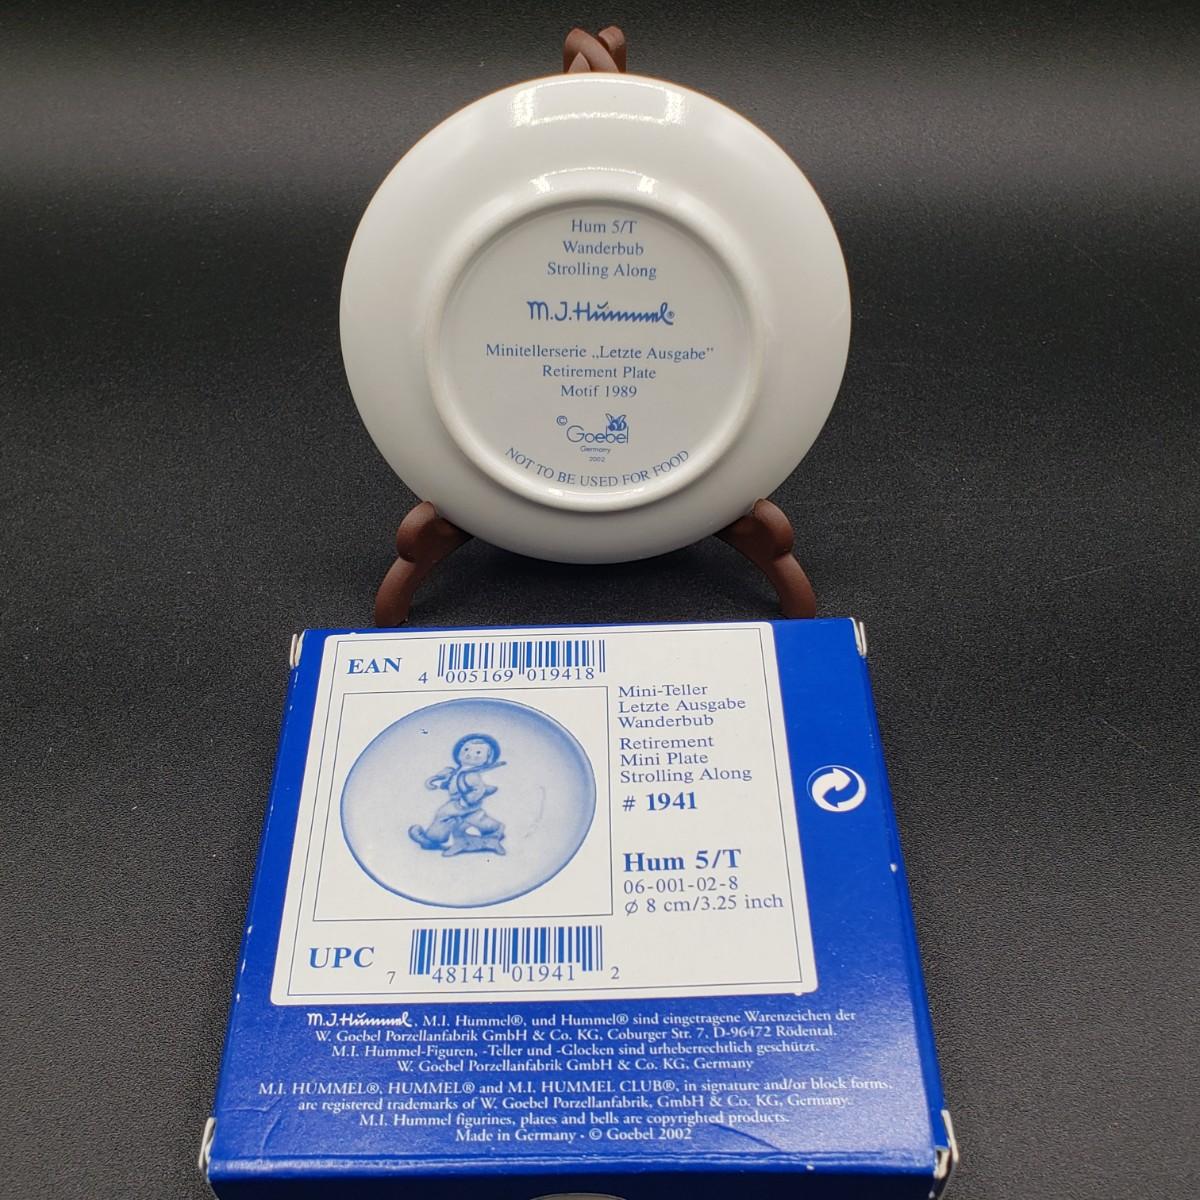 Hum 5/T
Wanderbub
Strolling Along
M.J.Hummel®
Minitellerserie „Letzte Ausgabe”
Retirement Plate
Motif 1989
© Goebel
Germany
2002
NOT TO BE USED FOR FOOD
EAN
4 005169 019418
Mini-Teller
Letzte Ausgabe
Wanderbub
Retirement
Mini Plate
Strolling Along
# 1941
Hum 5/T
06-001-02-8
ø 8 cm/3.25 inch
UPC
7 48141 01941 2
M.J.Hummel, M.I. Hummel®, und Hummel® sind eingetragene Warenzeichen der
W. Goebel Porzellanfabrik GmbH & Co. KG, Coburger Str. 7, D-96472 Rödental.
M.I. Hummel-Figuren, -Teller und -Glocken sind urheberrechtlich geschützt.
W. Goebel Porzellanfabrik GmbH & Co. KG, Germany
M.I. HUMMEL®, HUMMEL® and M.I. HUMMEL CLUB®, in signature and/or block forms,
are registered trademarks of W. Goebel Porzellanfabrik, GmbH & Co. KG, Germany.
M.I. Hummel figurines, plates and bells are copyrighted products.
Made in Germany · © Goebel 2002